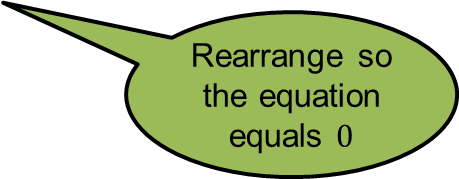 Rearrange so
the equation
equals 0